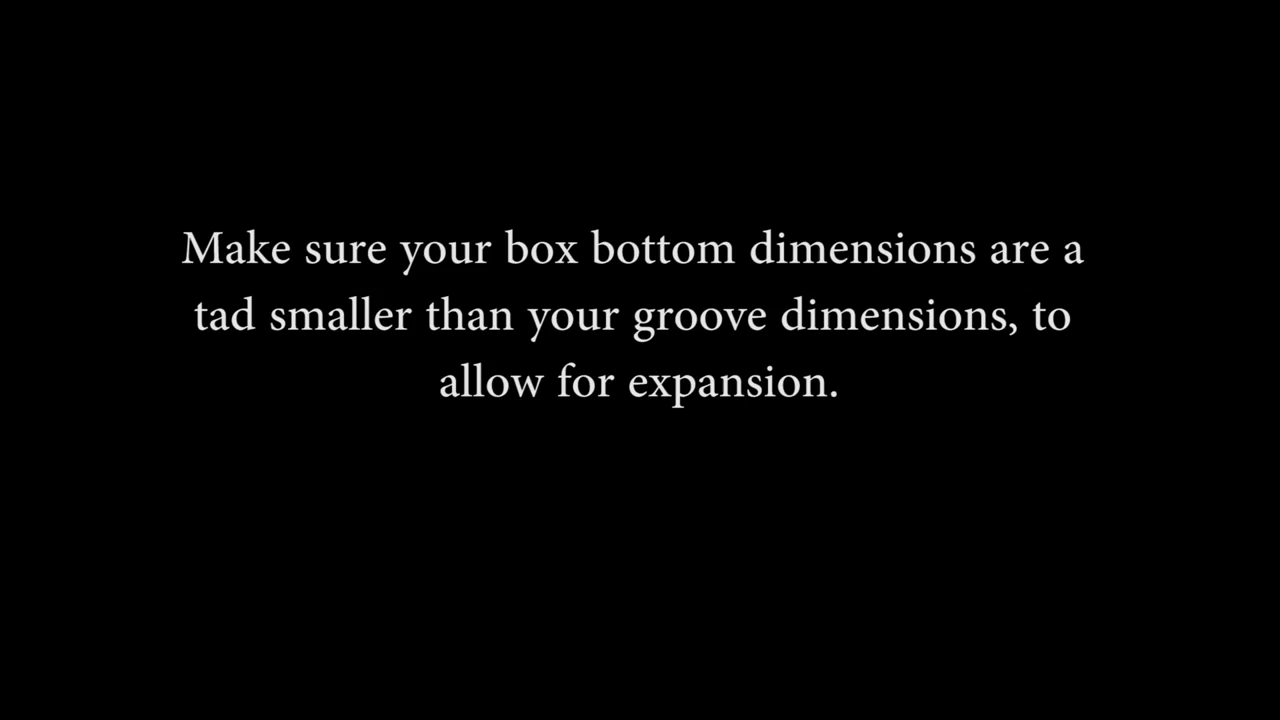 Make sure your box bottom dimensions are a
tad smaller than your groove dimensions, to
allow for expansion.